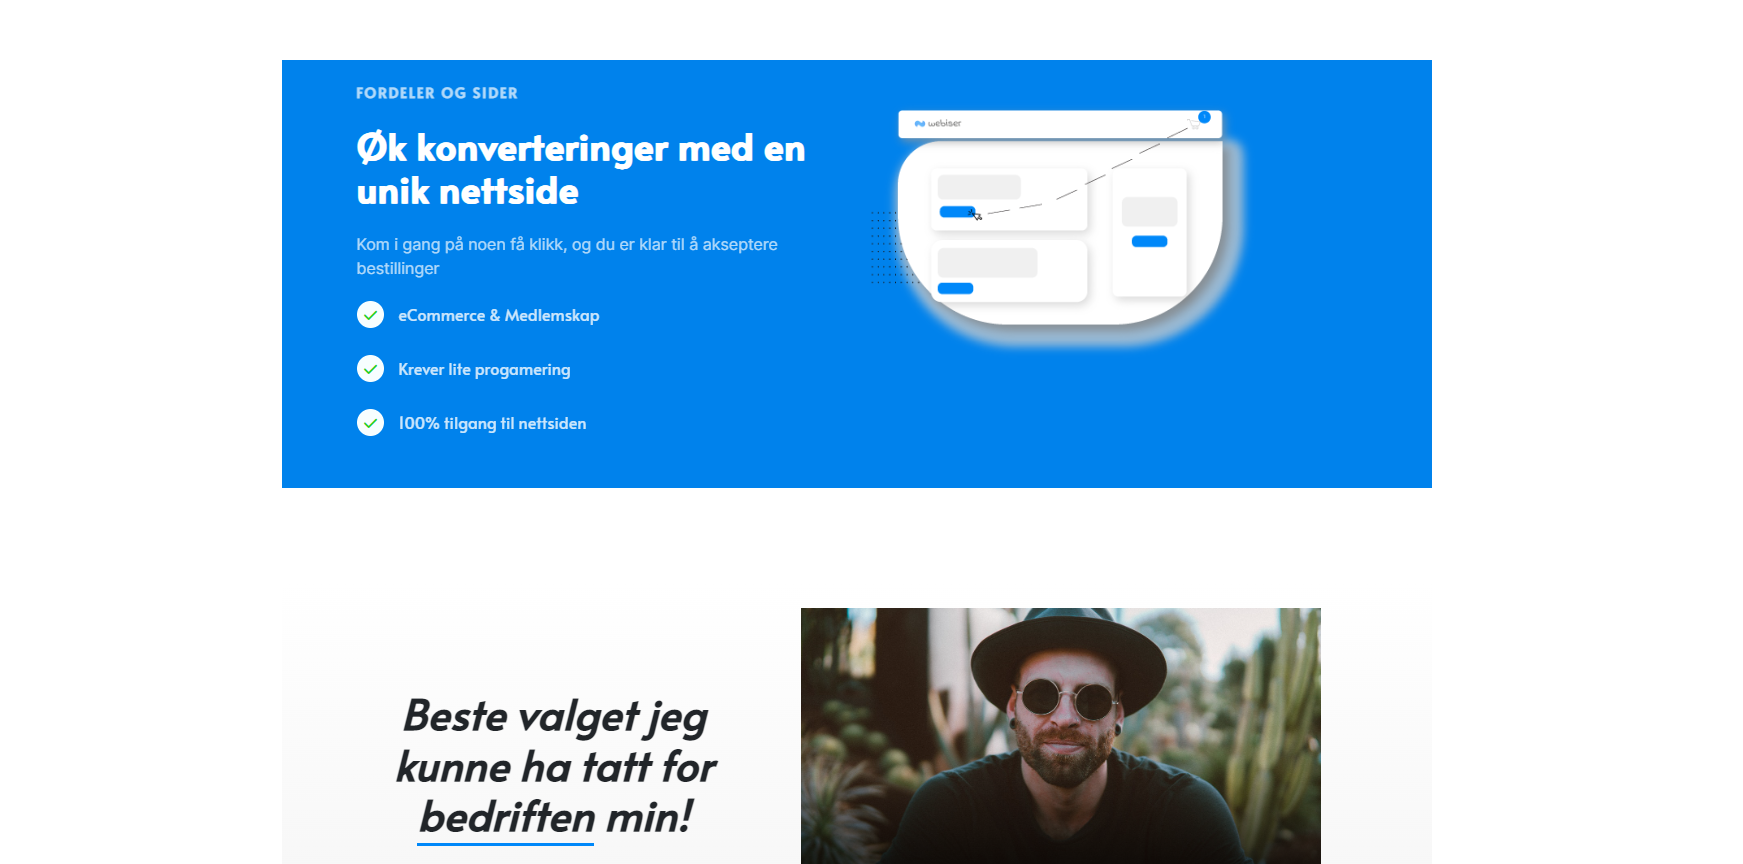 FORDELER OG SIDER
Øk konverteringer med en
unik nettside
Kom i gang på noen få klikk, og du er klar til å akseptere
bestillinger
eCommerce & Medlemskap
Krever lite progamering
100% tilgang til nettsiden
webiser
Beste valget jeg
kunne ha tatt for
bedriften min!